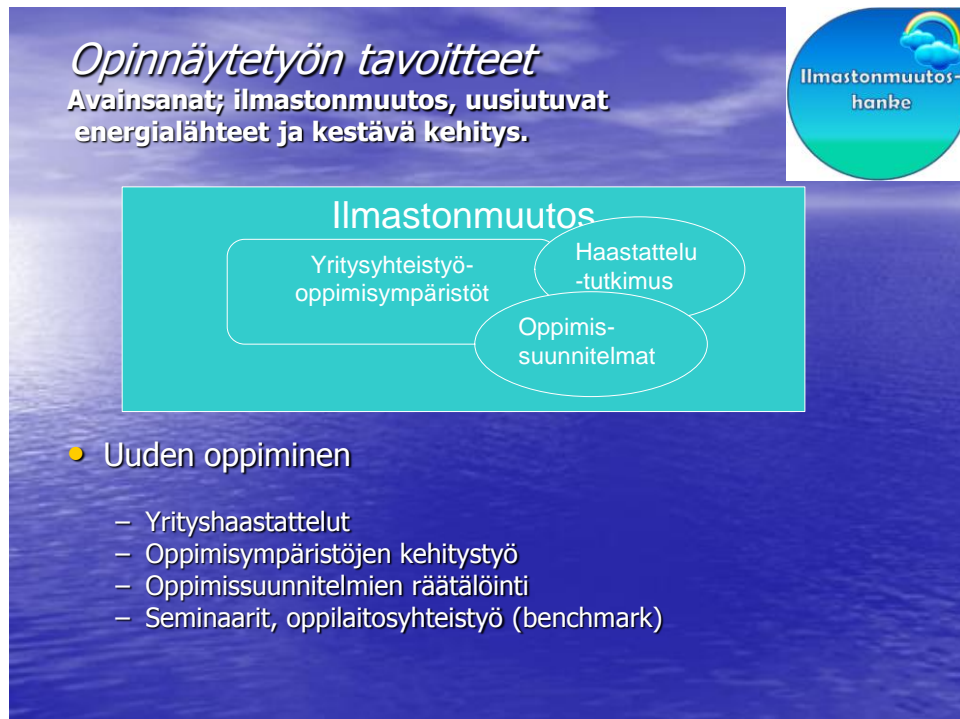 Opinnäytetyön tavoitteet
Avainsanat; ilmastonmuutos, uusiutuvat
energialähteet ja kestävä kehitys.
Ilmastonmuutos-
hanke
Ilmastonmuutos
Yritysyhteistyö-
oppimisympäristöt
Haastattelu
-tutkimus
Oppimis-
suunnitelmat
• Uuden oppiminen
– Yrityshaastattelut
– Oppimisympäristöjen kehitystyö
– Oppimissuunnitelmien räätälöinti
– Seminaarit, oppilaitosyhteistyö (benchmark)